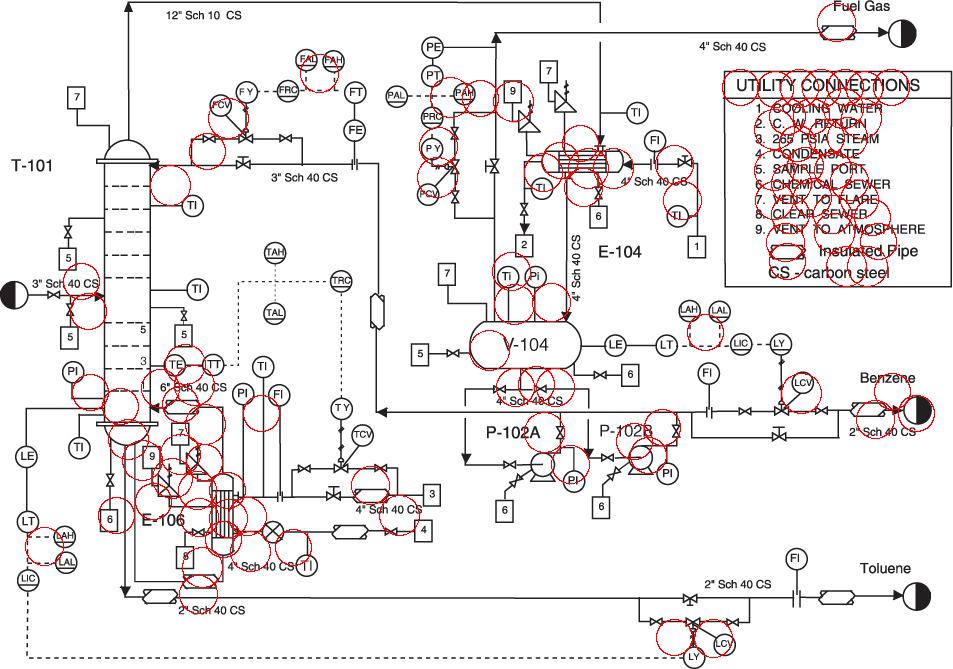 Fuel Gas
12" Sch 10 CS
4" Sch 40 CS
PE
PT
PAL
PAH
PRC
PY
PCV
FAL
FAH
FY
FRC
FT
FCV
FE
7
7
9
TI
FI
UTILITY CONNECTIONS
1. COOLING WATER
2. C. W. RETURN
3. 265 PSIA STEAM
4. CONDENSATE
5. SAMPLE PORT
6. CHEMICAL SEWER
7. VENT TO FLARE
8. CLEAR SEWER
9. VENT TO ATMOSPHERE
Insulated Pipe
CS - carbon steel
T-101
3" Sch 40 CS
TI
TI
4" Sch 40 CS
TI
6
2
1
E-104
4" Sch 40 CS
5
TAH
TRC
TAL
7
Ti
Pi
3" Sch 40 CS
TI
5
5
5
3
V-104
5
6
LE
LT
LAH
LAL
LIC
LY
LCV
FI
PI
TE
TT
TI
6" Sch 40 CS
PI
FI
TY
TCV
4" Sch 40 CS
Benzene
2" Sch 40 CS
P-102A
P-102B
PI
PI
6
6
TI
LE
7
9
3
4" Sch 40 CS
4
E-106
6
8
4" Sch 40 CS
TI
LT
LAH
LAL
LIC
2" Sch 40 CS
2" Sch 40 CS
FI
Toluene
LCV
LY